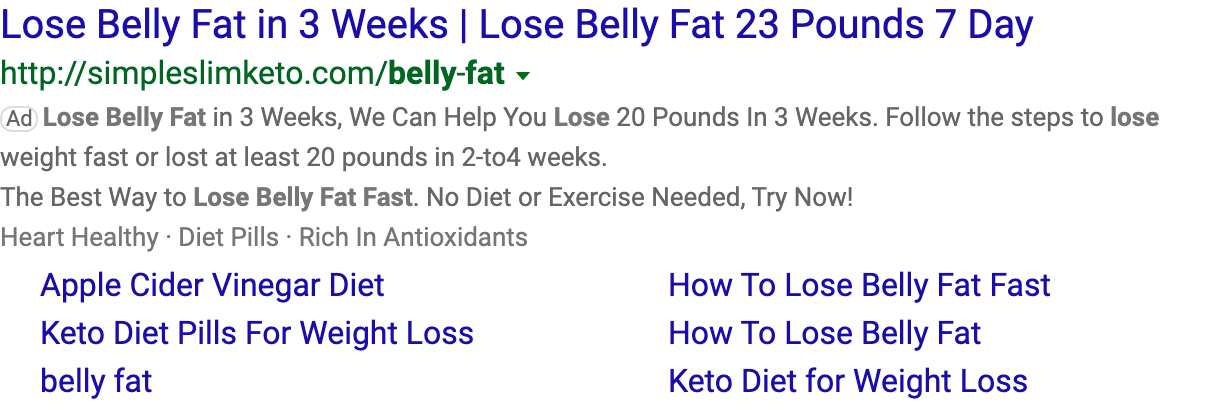 Lose Belly Fat in 3 Weeks | Lose Belly Fat 23 Pounds 7 Day
http://simpleslimketo.com/belly-fat
Ad Lose Belly Fat in 3 Weeks, We Can Help You Lose 20 Pounds In 3 Weeks. Follow the steps to lose
weight fast or lost at least 20 pounds in 2-to4 weeks.
The Best Way to Lose Belly Fat Fast. No Diet or Exercise Needed, Try Now!
Heart Healthy · Diet Pills · Rich In Antioxidants
Apple Cider Vinegar Diet
How To Lose Belly Fat Fast
Keto Diet Pills For Weight Loss
How To Lose Belly Fat
belly fat
Keto Diet for Weight Loss